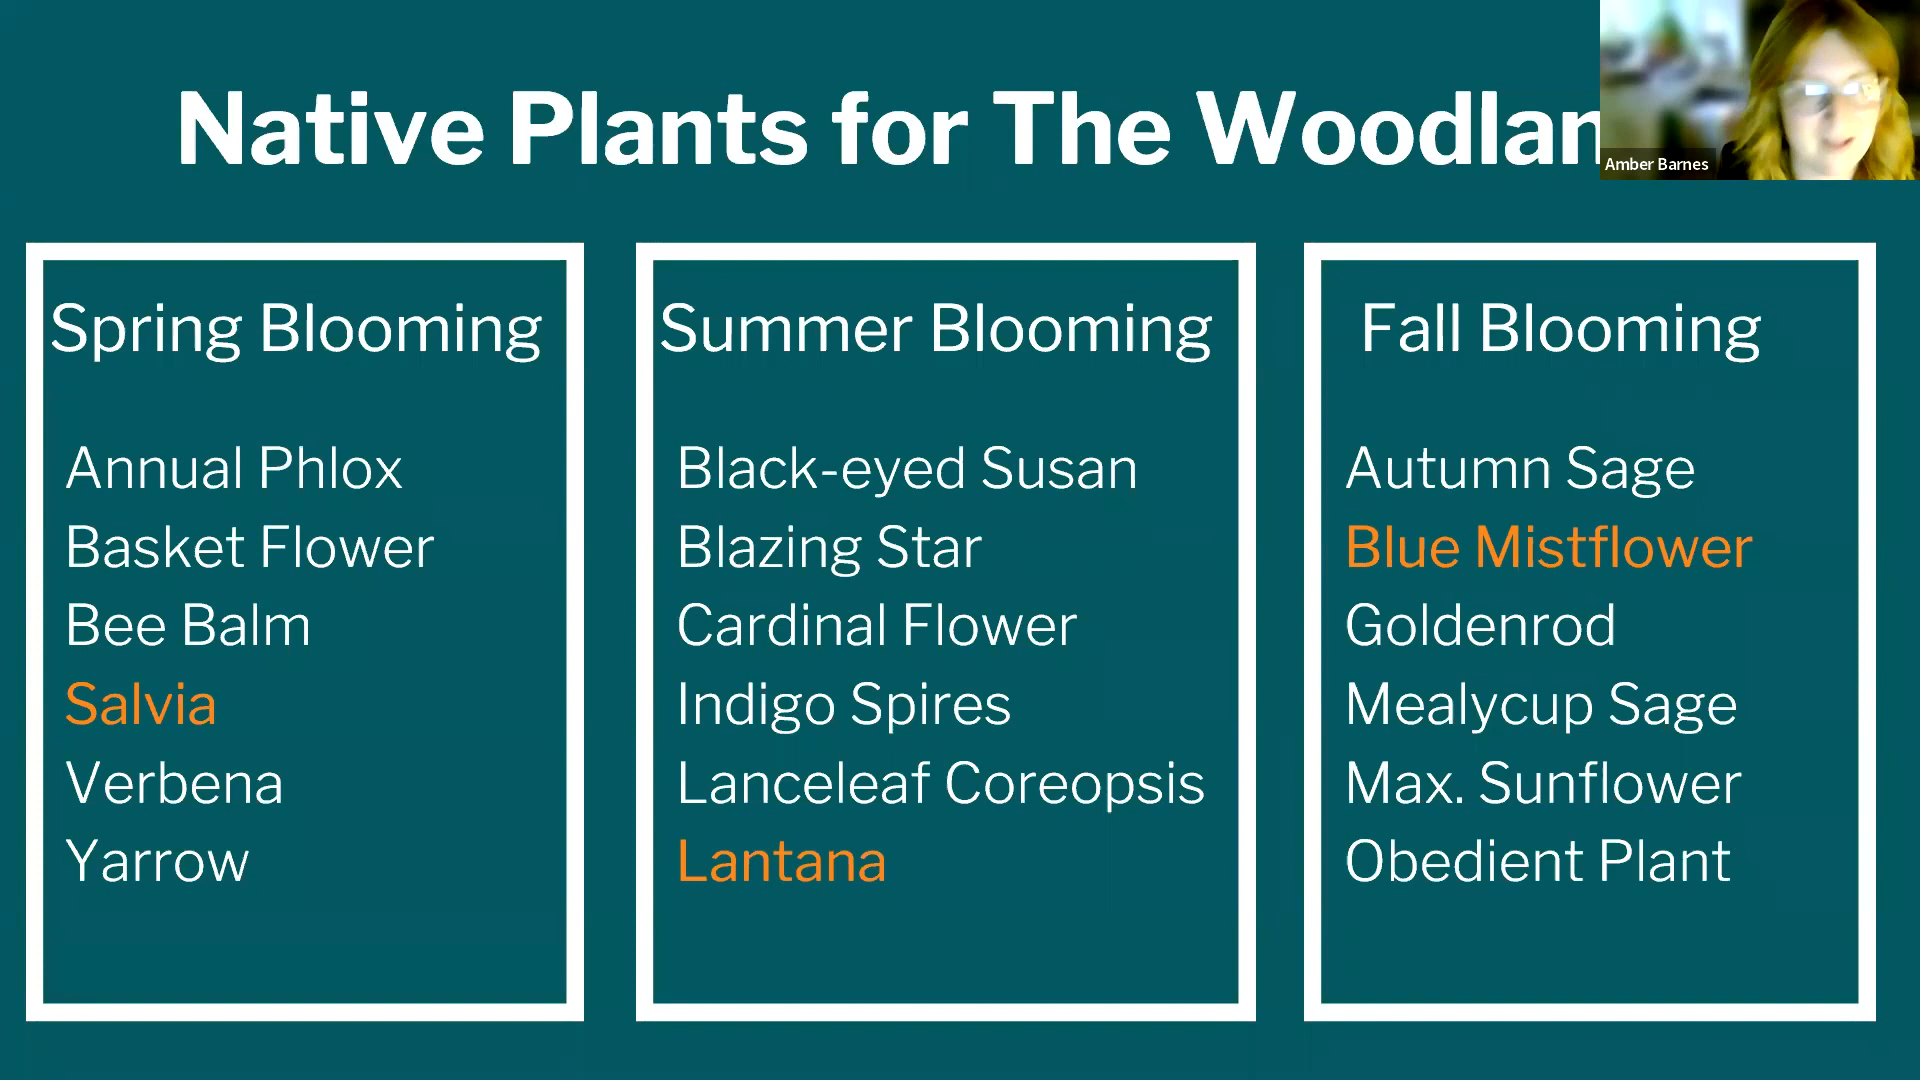 Native Plants for The Woodlan
Amber Barnes
Spring Blooming
Annual Phlox
Basket Flower
Bee Balm
Salvia
Verbena
Yarrow
Summer Blooming
Black-eyed Susan
Blazing Star
Cardinal Flower
Indigo Spires
Lanceleaf Coreopsis
Lantana
Fall Blooming
Autumn Sage
Blue Mistflower
Goldenrod
Mealycup Sage
Max. Sunflower
Obedient Plant